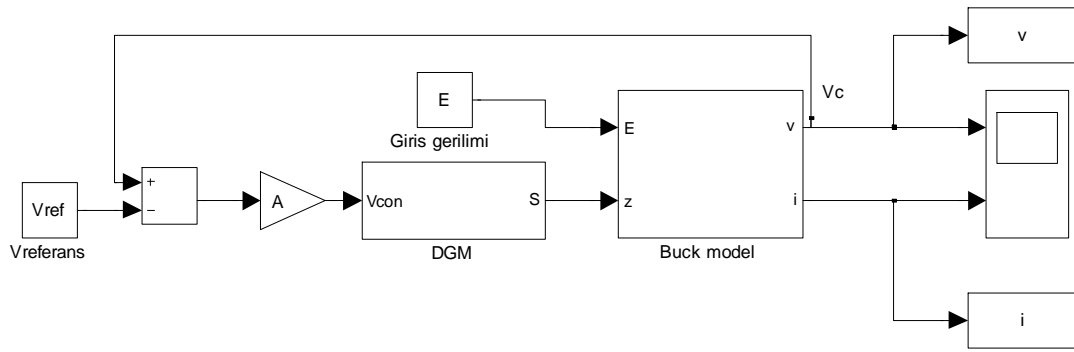 v
Vc
E
Giris gerilimi
E
v
z
i
Buck model
+
−
Vref
Vreferans
A
Vcon
S
DGM
i